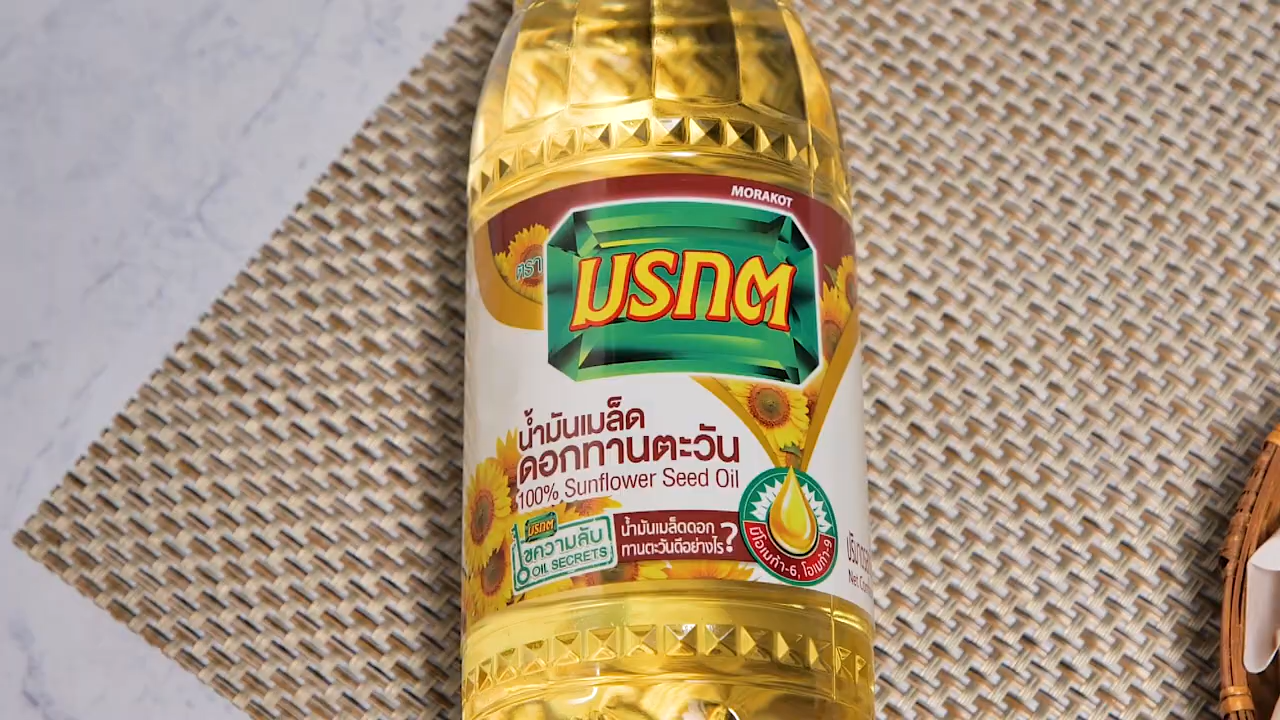 MORAKOT
ตรา
มรกต
น้ำมันเมล็ด
ดอกทานตะวัน
100% Sunflower Seed Oil
มรกต
ไขความลับ
OIL SECRETS
น้ำมันเมล็ดดอก
ทานตะวันดีอย่างไร?
มีโอเมก้า-6, โอเมก้า-9
Net